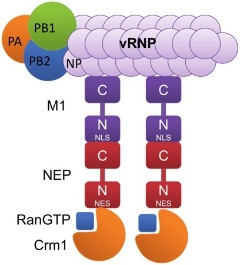 PB1
PA
PB2
NP
vRNP
M1
C C
N N
NLS NLS
NEP
C C
N N
NES NES
RanGTP
Crm1